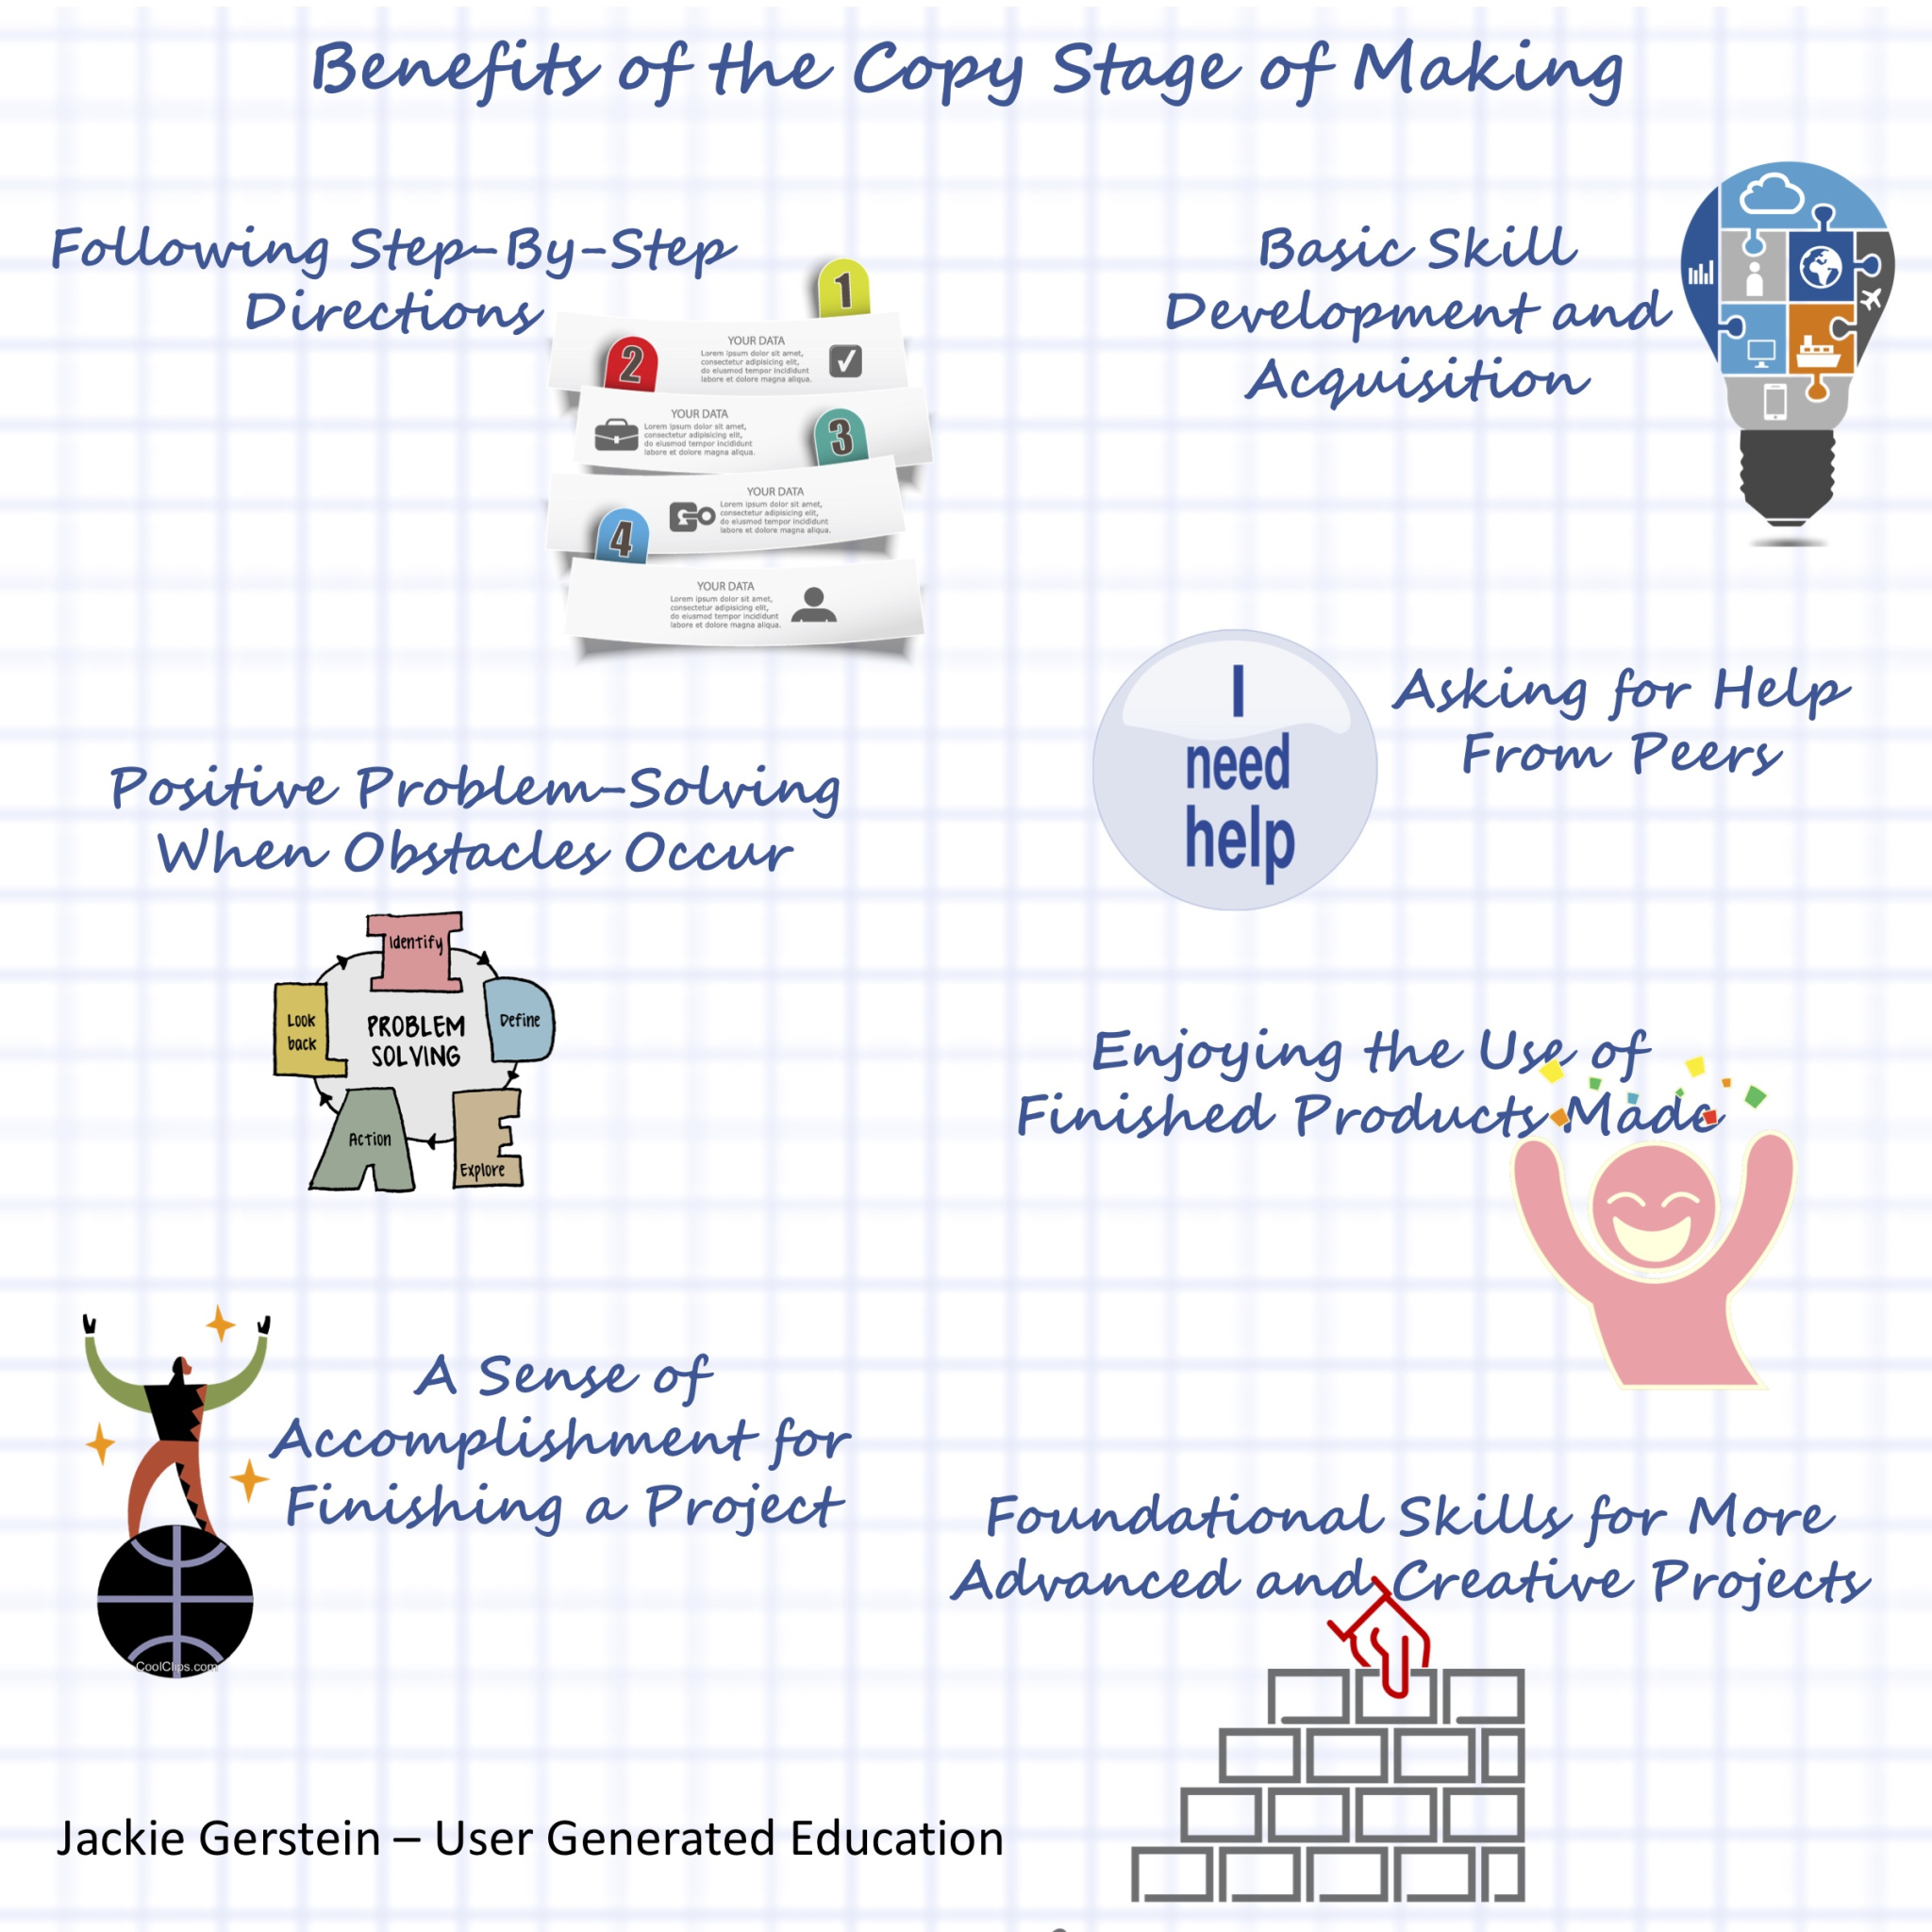 Benefits of the Copy Stage of Making
Following Step-By-Step
Directions
1
2
YOUR DATA
Lorem ipsum dolor sit amet,
consectetur adipisicing elit,
do eiusmod tempor incididunt
labore et dolore magna aliqua.
3
YOUR DATA
Lorem ipsum dolor sit amet,
consectetur adipisicing elit,
do eiusmod tempor incididunt
labore et dolore magna aliqua.
YOUR DATA
Lorem ipsum dolor sit amet,
consectetur adipisicing elit,
do eiusmod tempor incididunt
labore et dolore magna aliqua.
4
YOUR DATA
Lorem ipsum dolor sit amet,
consectetur adipisicing elit,
do eiusmod tempor incididunt
labore et dolore magna aliqua.
Basic Skill
Development and
Acquisition
I
need
help
Asking for Help
From Peers
Positive Problem-Solving
When Obstacles Occur
PROBLEM
SOLVING
Identify
Define
Explore
Action
Look
back
Enjoying the Use of
Finished Products Made
A Sense of
Accomplishment for
Finishing a Project
CoolClips.com
Foundational Skills for More
Advanced and Creative Projects
Jackie Gerstein – User Generated Education